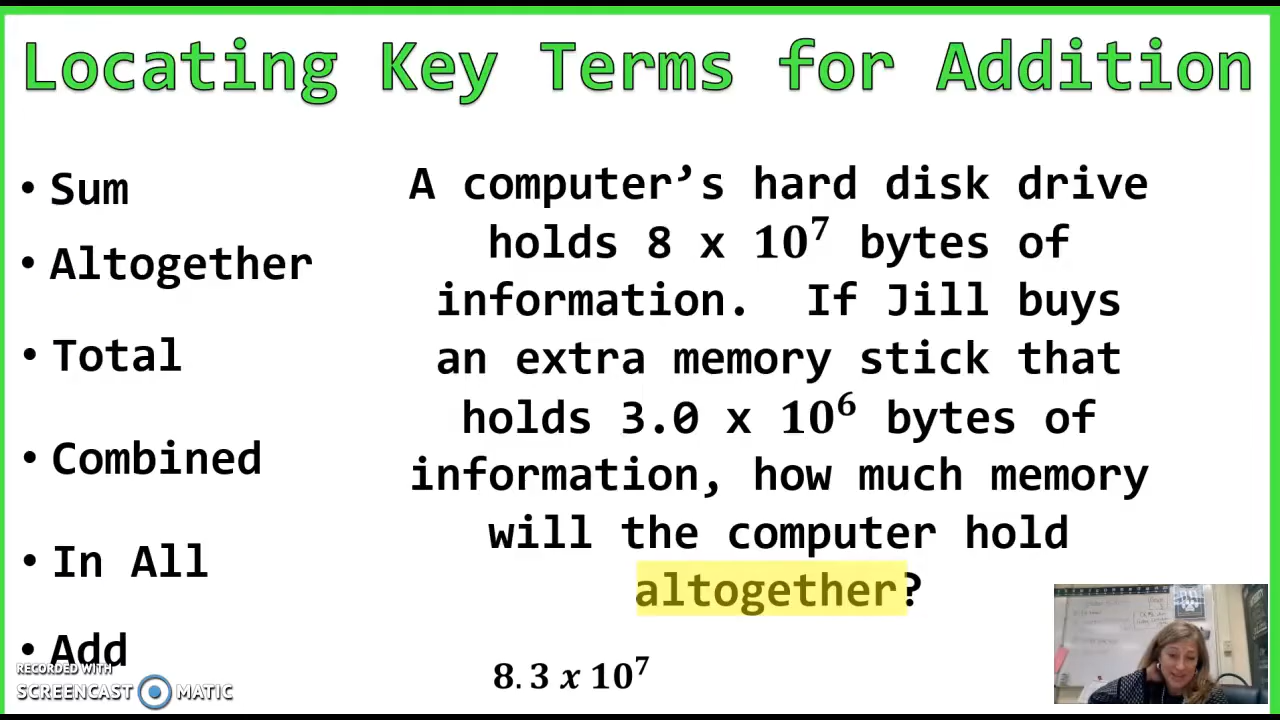 Locating Key Terms for Addition
• Sum
• Altogether
• Total
• Combined
• In All
• Add
A computer’s hard disk drive
holds 8 x 10⁷ bytes of
information. If Jill buys
an extra memory stick that
holds 3.0 x 10⁶ bytes of
information, how much memory
will the computer hold
altogether?
8.3 x 10⁷
RECORDED WITH
SCREENCAST MATIC